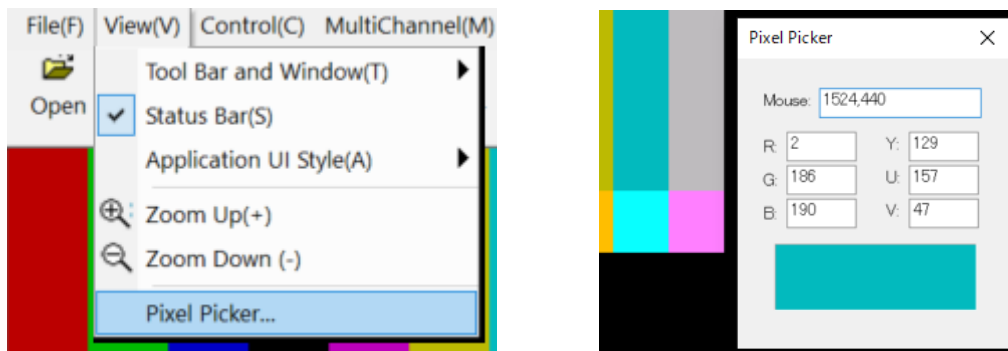 File(F) View(V) Control(C) MultiChannel(M)
Open
Tool Bar and Window(T)
Status Bar(S)
Application UI Style(A)
Zoom Up(+)
Zoom Down (-)
Pixel Picker...
Pixel Picker
Mouse: 1524,440
R: 2 Y: 129
G: 186 U: 157
B: 190 V: 47